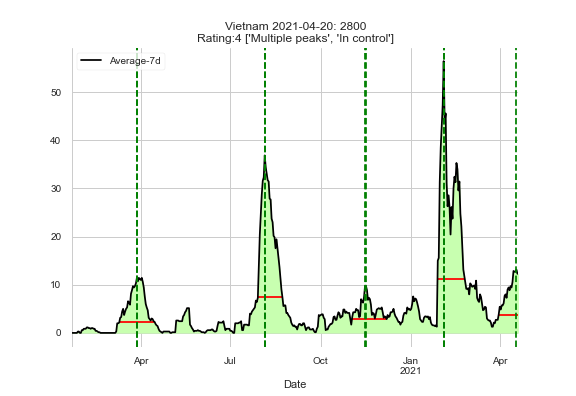 Vietnam 2021-04-20: 2800
Rating:4 ['Multiple peaks', 'In control']
Average-7d
50
40
30
20
10
0
Apr
Jul
Oct
Jan
2021
Apr
Date